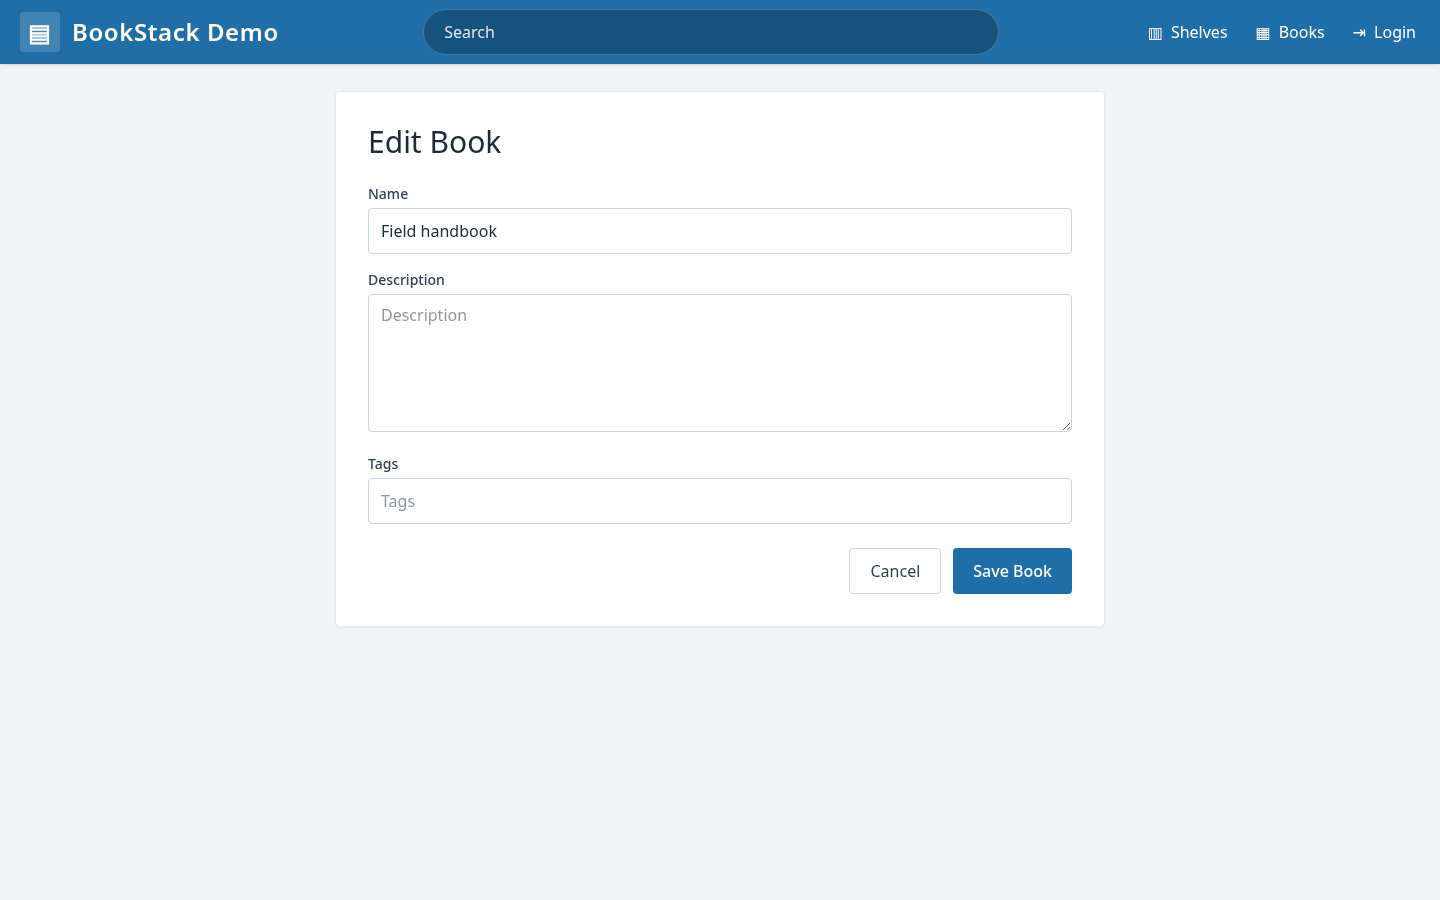 BookStack Demo
Search
Shelves
Books
Login
Edit Book
Name
Field handbook
Description
Description
Tags
Tags
Cancel
Save Book